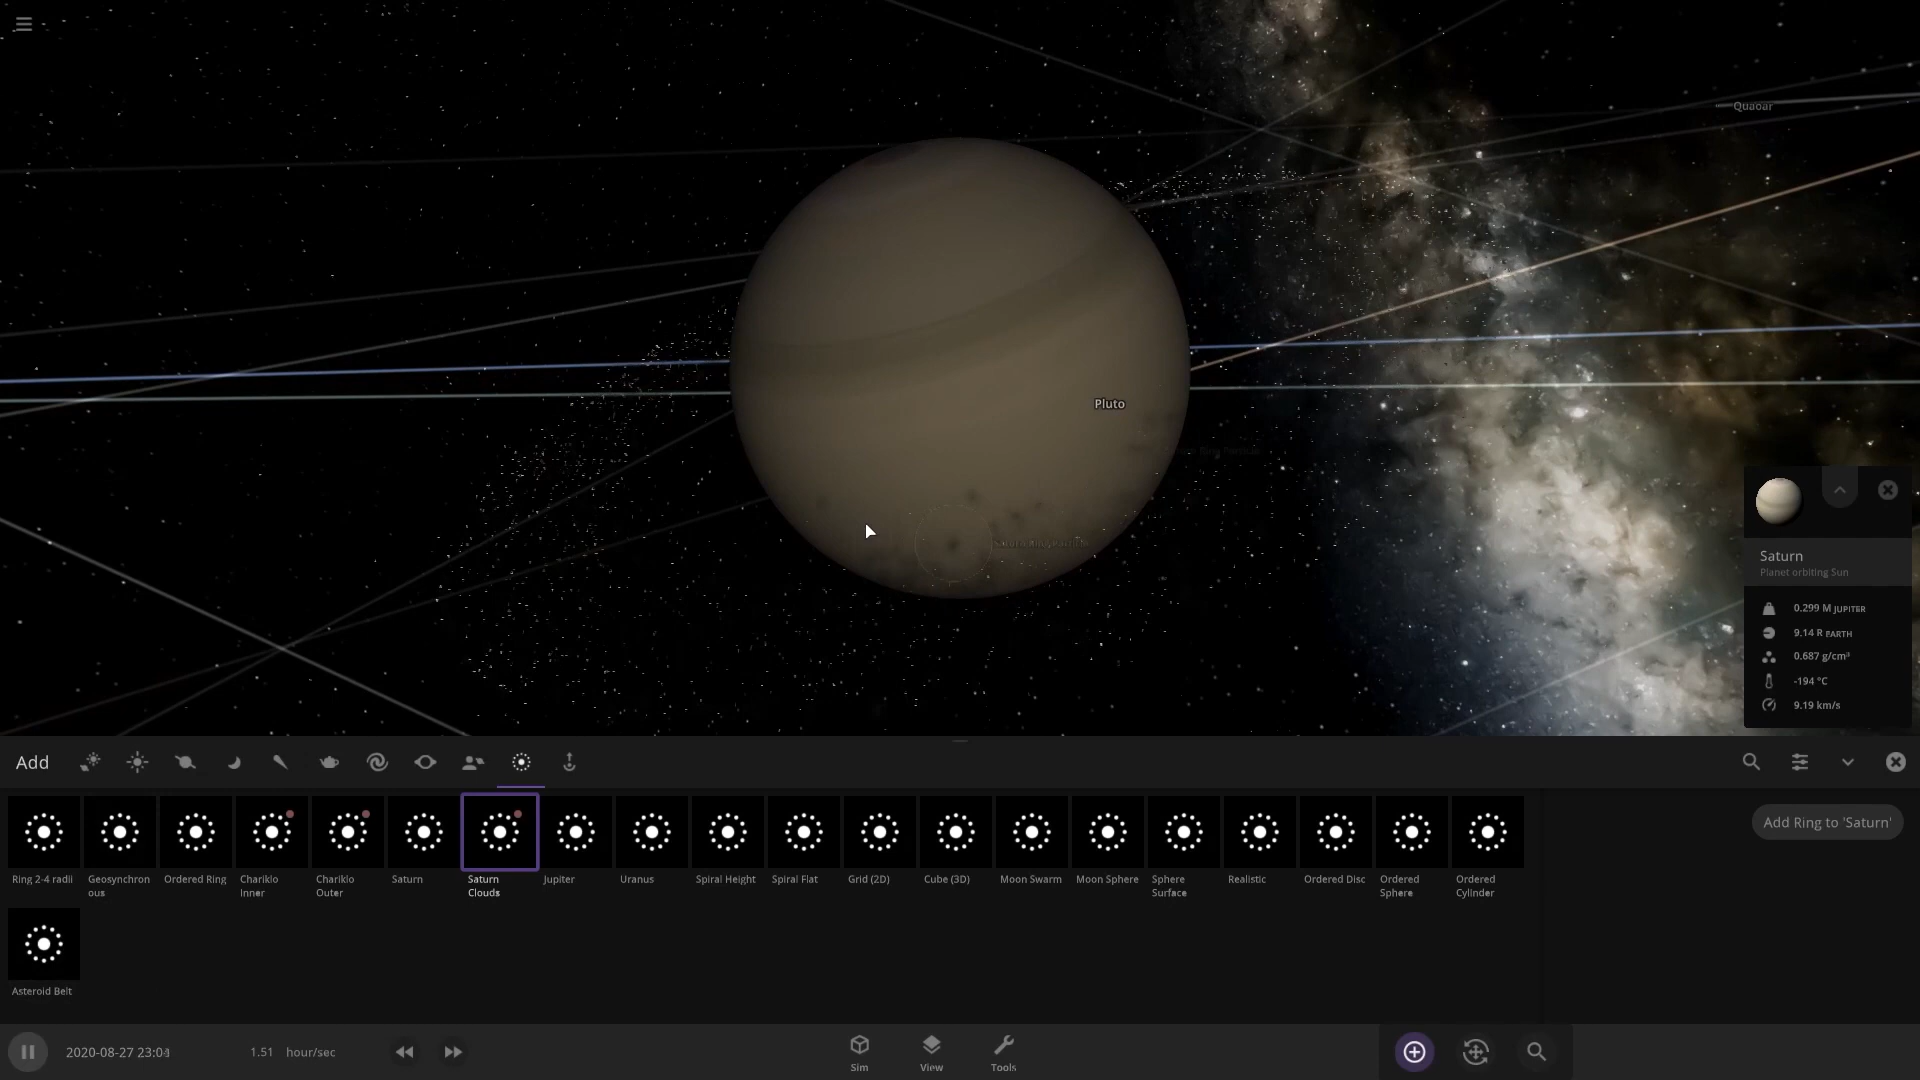 Quaoar
Pluto
Saturn
Planet orbiting Sun
0.299 M JUPITER
9.14 R EARTH
0.687 g/cm³
-194 °C
9.19 km/s
Add
Add Ring to 'Saturn'
Ring 2-4 radii
Geosynchron
ous
Ordered Ring
Chariklo
Inner
Chariklo
Outer
Saturn
Saturn
Clouds
Jupiter
Uranus
Spiral Height
Spiral Flat
Grid (2D)
Cube (3D)
Moon Swarm
Moon Sphere
Sphere
Surface
Realistic
Ordered Disc
Ordered
Sphere
Ordered
Cylinder
Asteroid Belt
2020-08-27 23:04
1.51 hour/sec
Sim
View
Tools